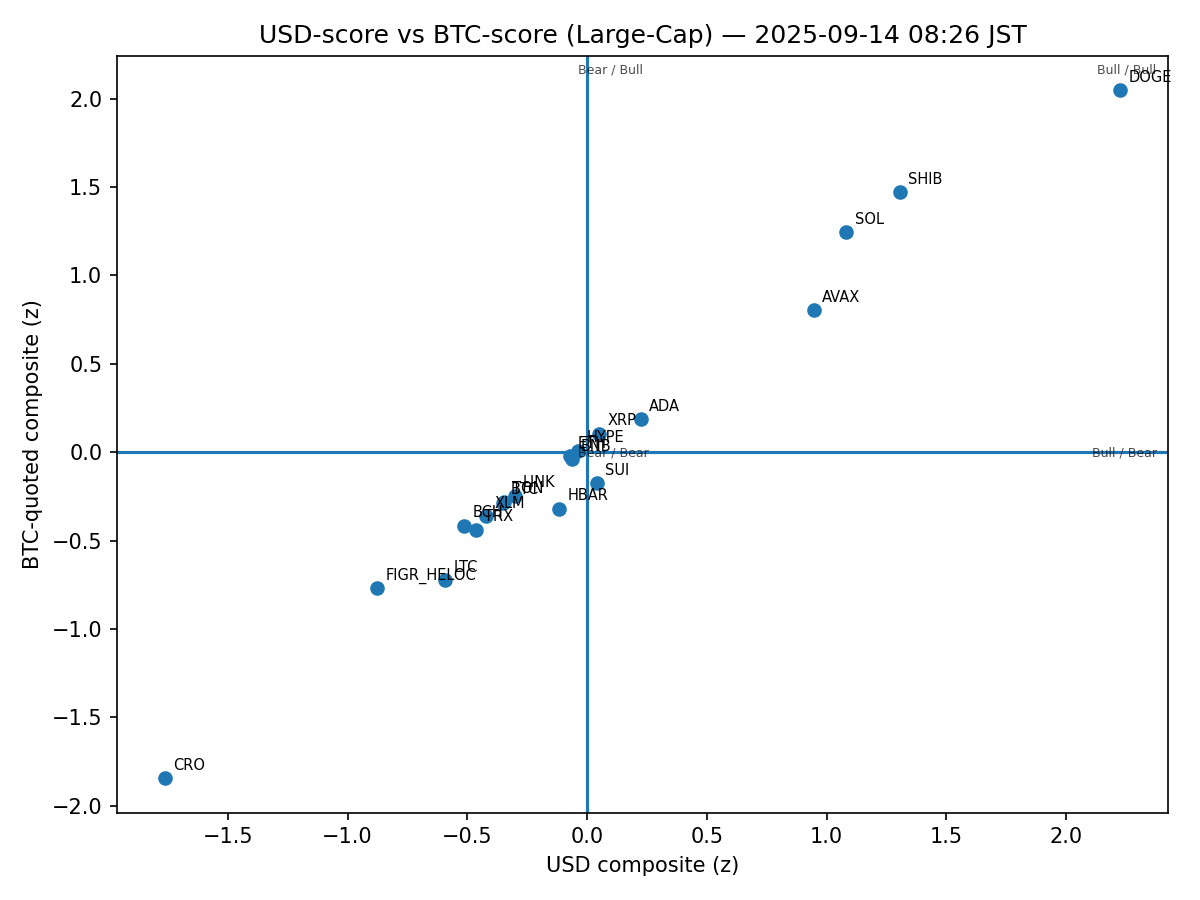 USD-score vs BTC-score (Large-Cap) — 2025-09-14 08:26 JST
Bear / Bull
Bull / Bull
DOGE
SHIB
SOL
AVAX
ADA
XRP
HYPE
Bull / Bear
SUI
HBAR
LINK
XLM
BCH
TRX
LTC
FIGR_HELOC
CRO
2.0
1.5
1.0
0.5
0.0
−0.5
−1.0
−1.5
−2.0
BTC-quoted composite (z)
−1.5
−1.0
−0.5
0.0
0.5
1.0
1.5
2.0
USD composite (z)